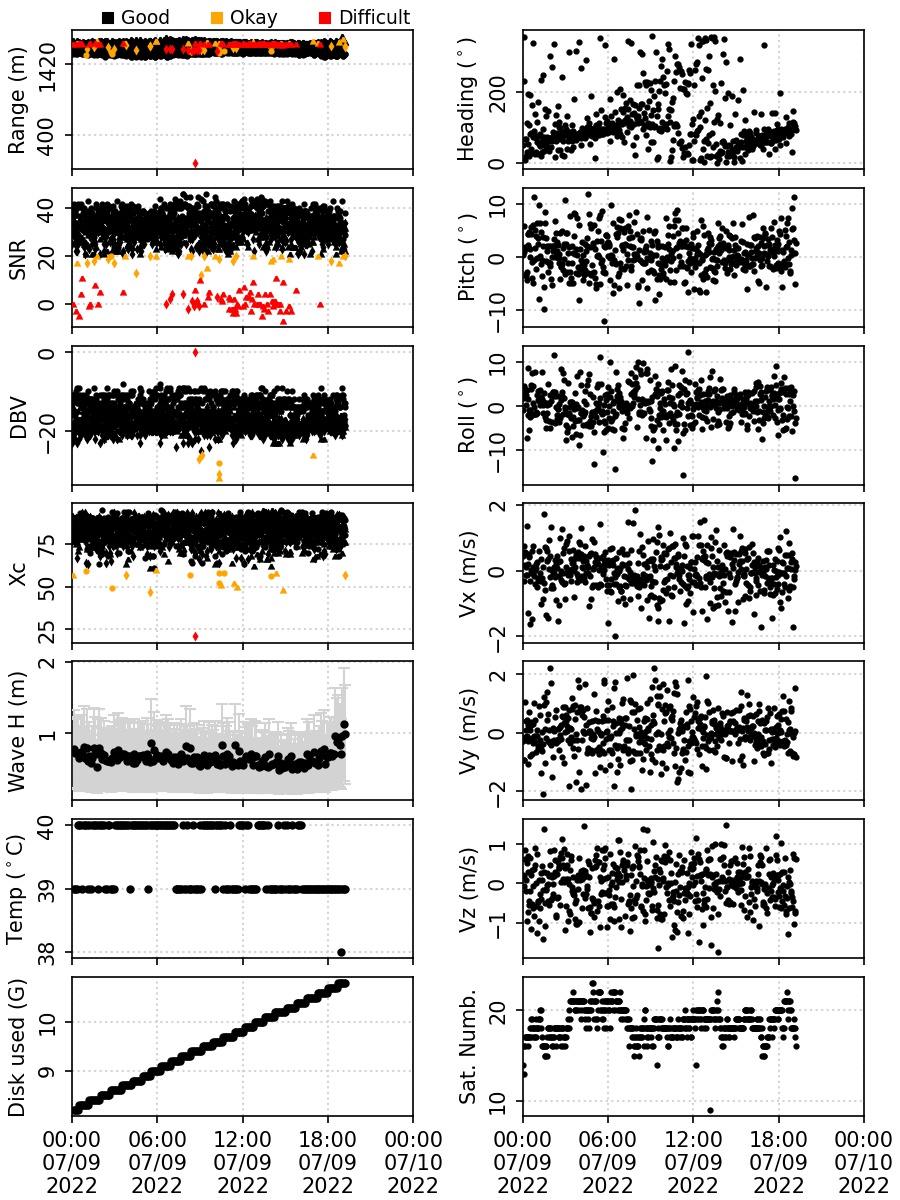 Good Okay Difficult
Range (m)
1420
400
Heading (°)
200
0
SNR
40
20
0
Pitch (°)
10
0
−10
DBV
0
−20
Roll (°)
10
0
−10
Xc
75
50
25
Vx (m/s)
2
0
−2
Wave H (m)
2
1
Vy (m/s)
2
0
−2
Temp (°C)
40
39
38
Vz (m/s)
1
0
−1
Disk used (G)
10
9
Sat. Numb.
20
10
00:00 06:00 12:00 18:00 00:00
07/09 07/09 07/09 07/09 07/10
2022 2022 2022 2022 2022
00:00 06:00 12:00 18:00 00:00
07/09 07/09 07/09 07/09 07/10
2022 2022 2022 2022 2022